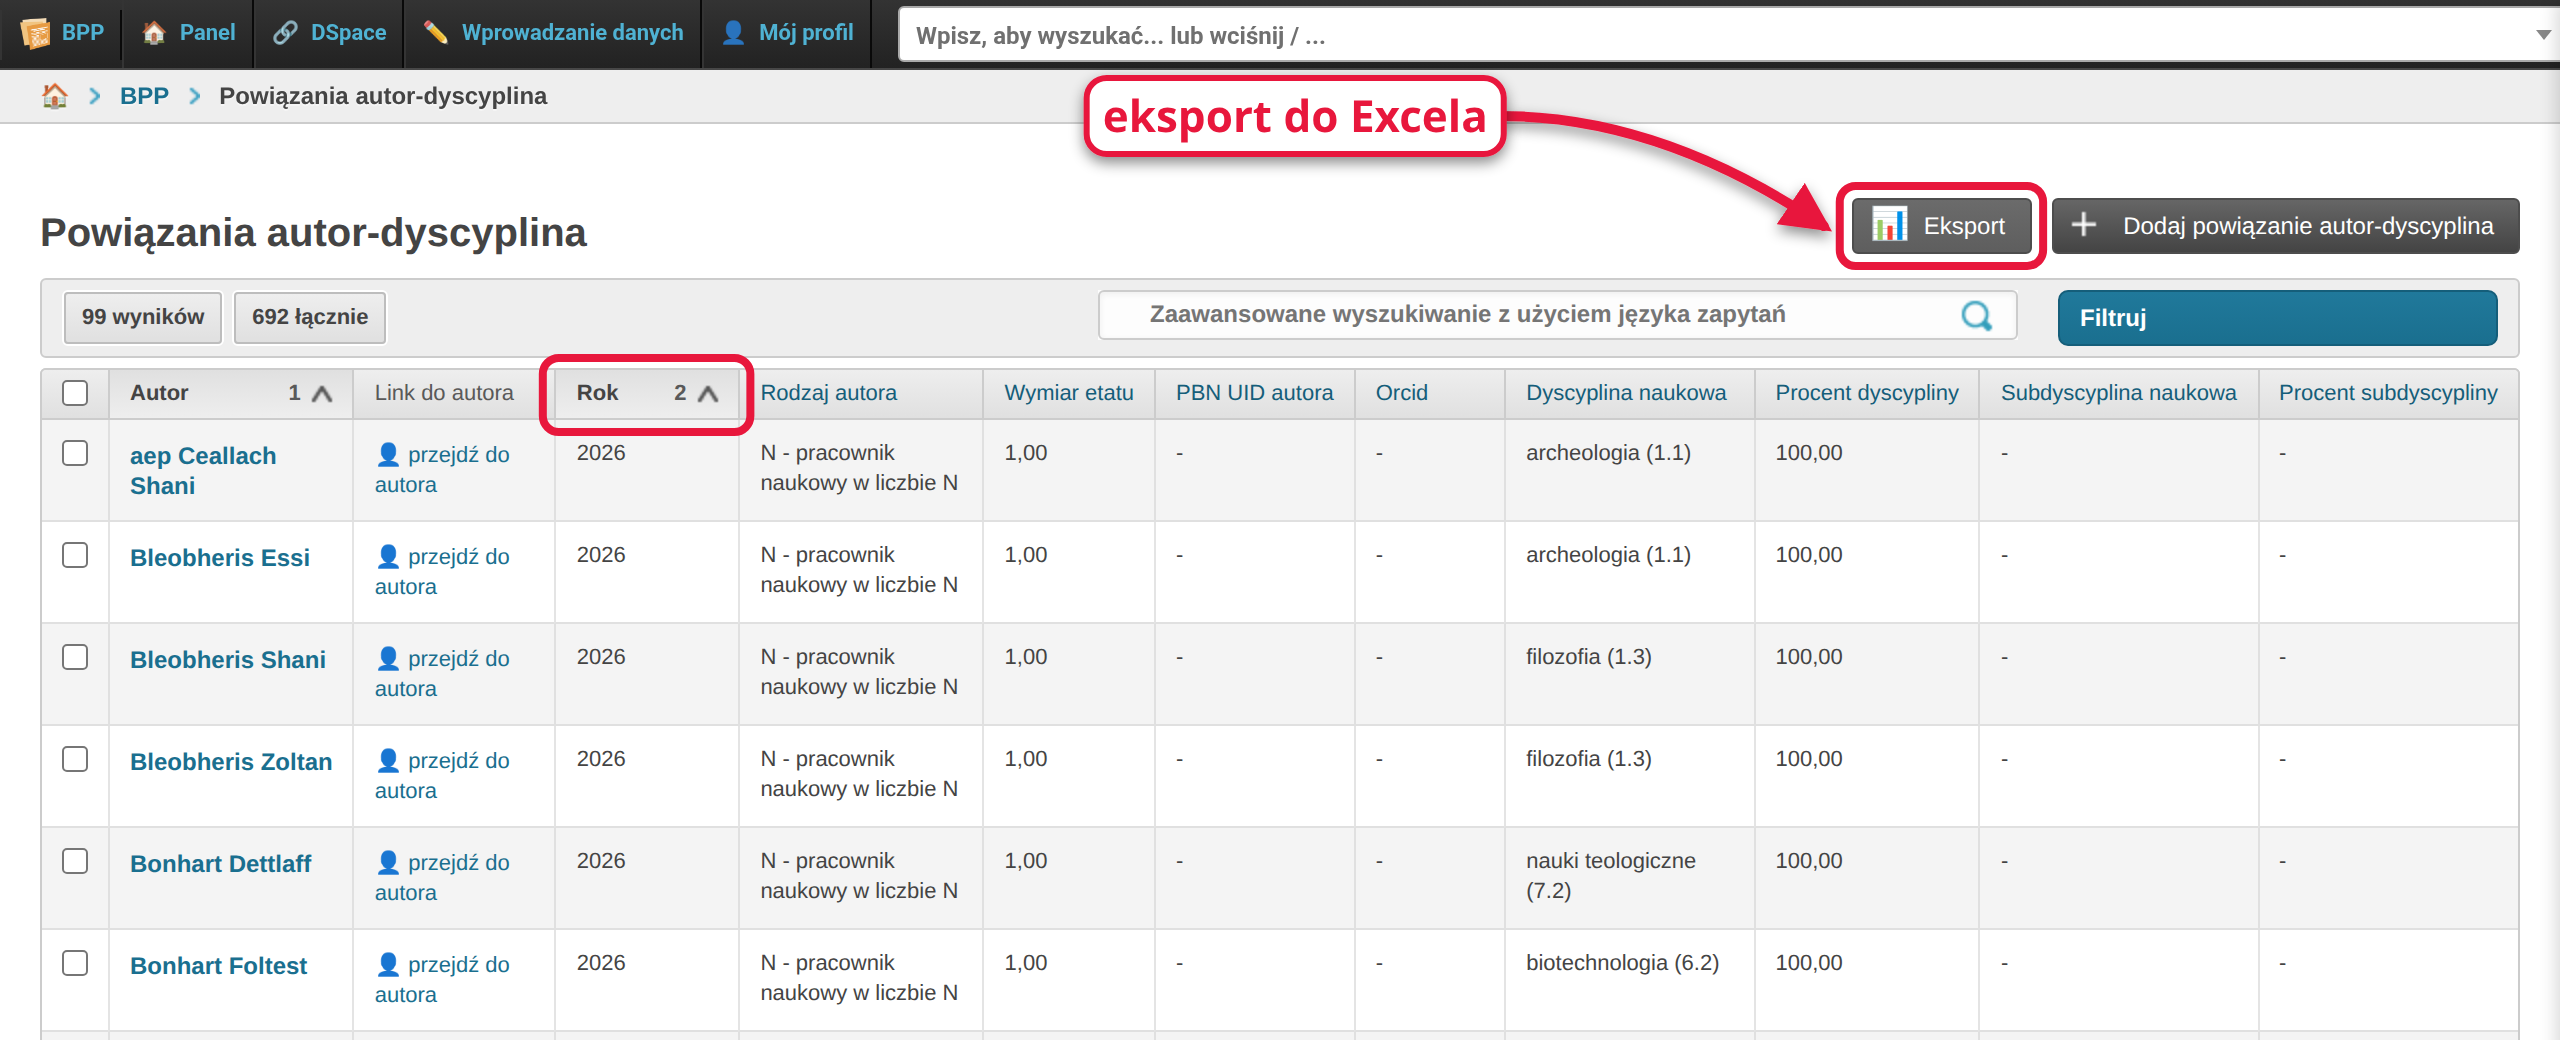 BPP Panel DSpace Wprowadzanie danych Mój profil Wpisz, aby wyszukać... lub wciśnij / ...
BPP Powiązania autor-dyscyplina
eksport do Excela
Powiązania autor-dyscyplina
Eksport Dodaj powiązanie autor-dyscyplina
99 wyników 692 łącznie Zaawansowane wyszukiwanie z użyciem języka zapytań Filtruj
Autor 1 Link do autora Rok 2 Rodzaj autora Wymiar etatu PBN UID autora Orcid Dyscyplina naukowa Procent dyscypliny Subdyscyplina naukowa Procent subdyscypliny
aep Ceallach Shani przejdź do autora 2026 N - pracownik naukowy w liczbie N 1,00 - - archeologia (1.1) 100,00 - -
Bleobheris Essi przejdź do autora 2026 N - pracownik naukowy w liczbie N 1,00 - - archeologia (1.1) 100,00 - -
Bleobheris Shani przejdź do autora 2026 N - pracownik naukowy w liczbie N 1,00 - - filozofia (1.3) 100,00 - -
Bleobheris Zoltan przejdź do autora 2026 N - pracownik naukowy w liczbie N 1,00 - - filozofia (1.3) 100,00 - -
Bonhart Dettlaff przejdź do autora 2026 N - pracownik naukowy w liczbie N 1,00 - - nauki teologiczne (7.2) 100,00 - -
Bonhart Foltest przejdź do autora 2026 N - pracownik naukowy w liczbie N 1,00 - - biotechnologia (6.2) 100,00 - -